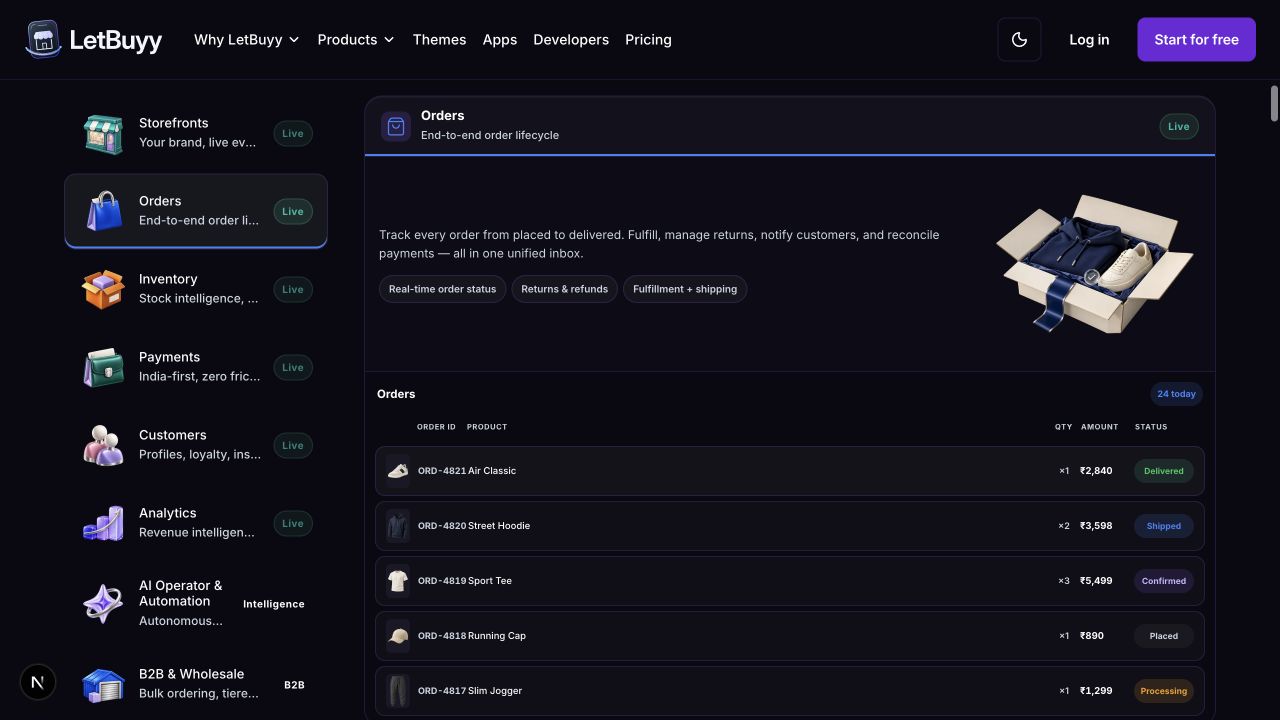 LetBuyy
Why LetBuyy
Products
Themes
Apps
Developers
Pricing
Log in
Start for free
Storefronts
Your brand, live ev...
Live
Orders
End-to-end order li...
Live
Inventory
Stock intelligence, ...
Live
Payments
India-first, zero fric...
Live
Customers
Profiles, loyalty, ins...
Live
Analytics
Revenue intelligen...
Live
AI Operator &
Automation
Autonomous...
Intelligence
B2B & Wholesale
Bulk ordering, tiere...
B2B
N
Orders
End-to-end order lifecycle
Live
Track every order from placed to delivered. Fulfill, manage returns, notify customers, and reconcile
payments — all in one unified inbox.
Real-time order status
Returns & refunds
Fulfillment + shipping
Orders
24 today
ORDER ID PRODUCT QTY AMOUNT STATUS
ORD-4821 Air Classic ×1 ₹2,840 Delivered
ORD-4820 Street Hoodie ×2 ₹3,598 Shipped
ORD-4819 Sport Tee ×3 ₹5,499 Confirmed
ORD-4818 Running Cap ×1 ₹890 Placed
ORD-4817 Slim Jogger ×1 ₹1,299 Processing